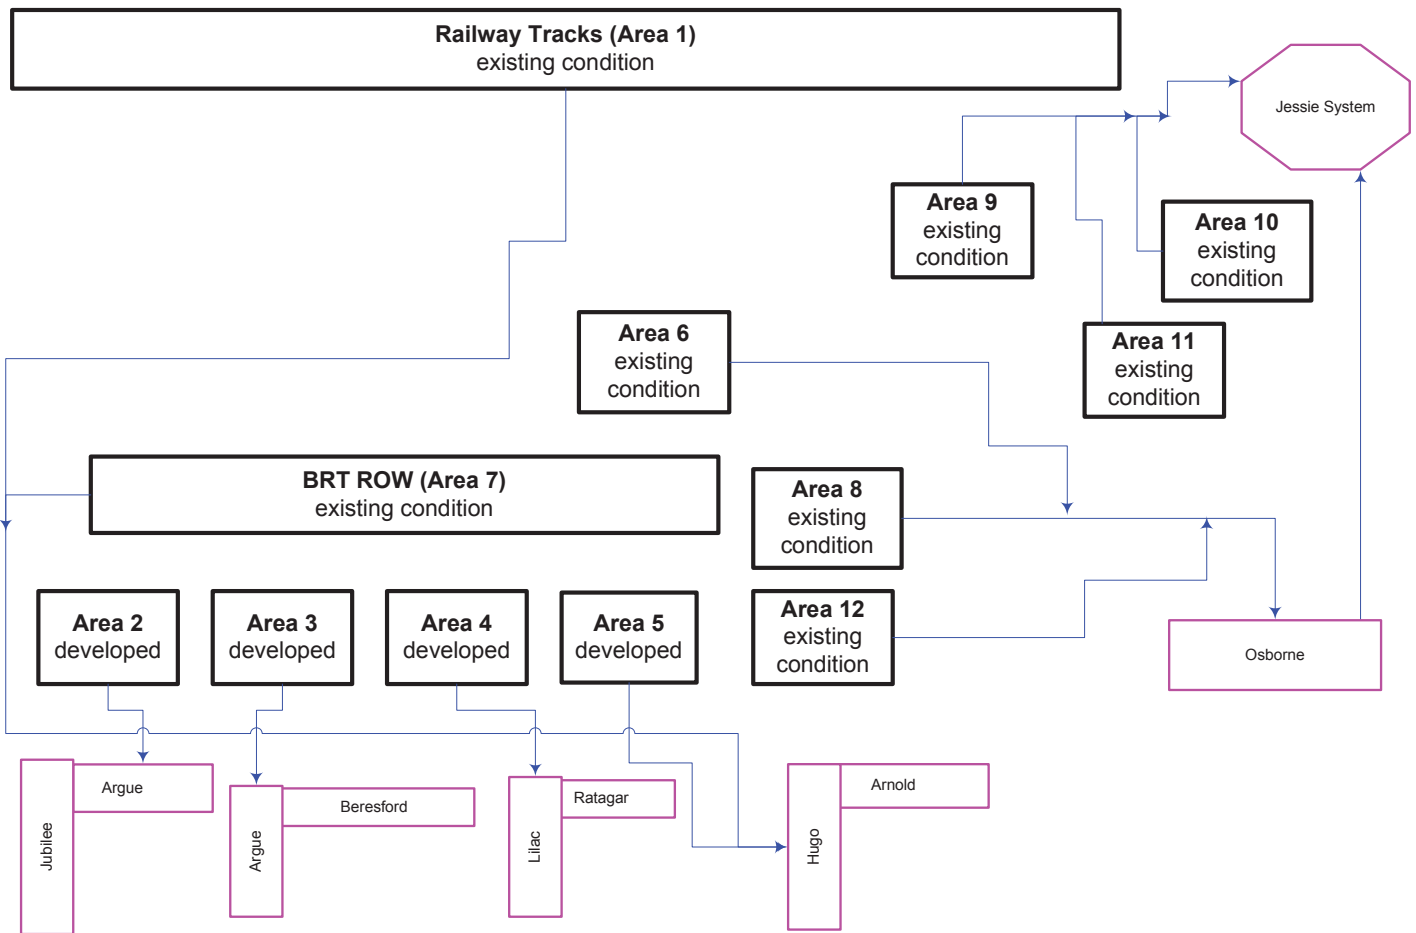 Railway Tracks (Area 1)
existing condition
Jessie System
Area 9
existing
condition
Area 10
existing
condition
Area 6
existing
condition
Area 11
existing
condition
BRT ROW (Area 7)
existing condition
Area 8
existing
condition
Area 2
developed
Area 3
developed
Area 4
developed
Area 5
developed
Area 12
existing
condition
Osborne
Jubilee
Argue
Argue
Beresford
Lilac
Ratagar
Hugo
Arnold